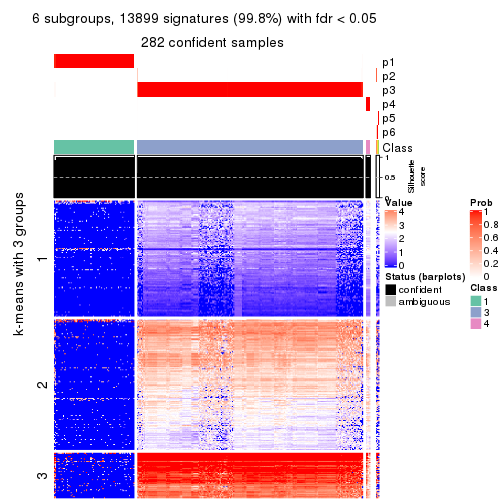 6 subgroups, 13899 signatures (99.8%) with fdr < 0.05
282 confident samples
p1
p2
p3
p4
p5
p6
Class
1
0.5
0
Silhouette
score
k-means with 3 groups
1
2
3
Value
4
3
2
1
0
Status (barplots)
confident
ambiguous
Prob
1
0.8
0.6
0.4
0.2
0
Class
1
3
4